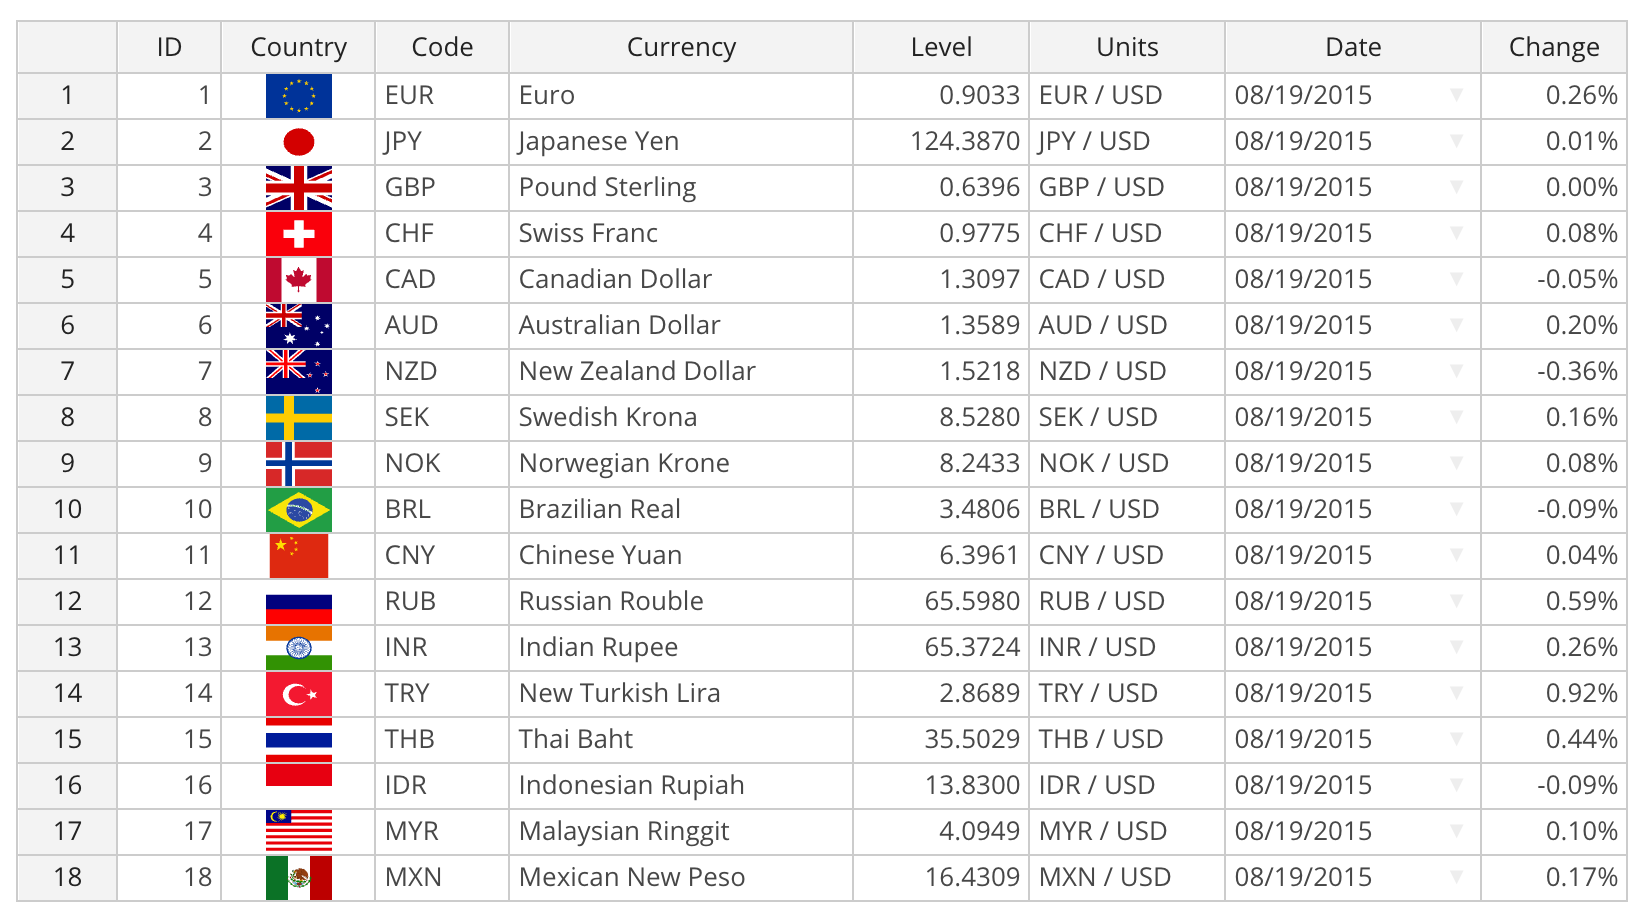 ID Country Code Currency Level Units Date Change
1 1 EUR Euro 0.9033 EUR / USD 08/19/2015 ▼ 0.26%
2 2 JPY Japanese Yen 124.3870 JPY / USD 08/19/2015 ▼ 0.01%
3 3 GBP Pound Sterling 0.6396 GBP / USD 08/19/2015 ▼ 0.00%
4 4 CHF Swiss Franc 0.9775 CHF / USD 08/19/2015 ▼ 0.08%
5 5 CAD Canadian Dollar 1.3097 CAD / USD 08/19/2015 ▼ -0.05%
6 6 AUD Australian Dollar 1.3589 AUD / USD 08/19/2015 ▼ 0.20%
7 7 NZD New Zealand Dollar 1.5218 NZD / USD 08/19/2015 ▼ -0.36%
8 8 SEK Swedish Krona 8.5280 SEK / USD 08/19/2015 ▼ 0.16%
9 9 NOK Norwegian Krone 8.2433 NOK / USD 08/19/2015 ▼ 0.08%
10 10 BRL Brazilian Real 3.4806 BRL / USD 08/19/2015 ▼ -0.09%
11 11 CNY Chinese Yuan 6.3961 CNY / USD 08/19/2015 ▼ 0.04%
12 12 RUB Russian Rouble 65.5980 RUB / USD 08/19/2015 ▼ 0.59%
13 13 INR Indian Rupee 65.3724 INR / USD 08/19/2015 ▼ 0.26%
14 14 TRY New Turkish Lira 2.8689 TRY / USD 08/19/2015 ▼ 0.92%
15 15 THB Thai Baht 35.5029 THB / USD 08/19/2015 ▼ 0.44%
16 16 IDR Indonesian Rupiah 13.8300 IDR / USD 08/19/2015 ▼ -0.09%
17 17 MYR Malaysian Ringgit 4.0949 MYR / USD 08/19/2015 ▼ 0.10%
18 18 MXN Mexican New Peso 16.4309 MXN / USD 08/19/2015 ▼ 0.17%